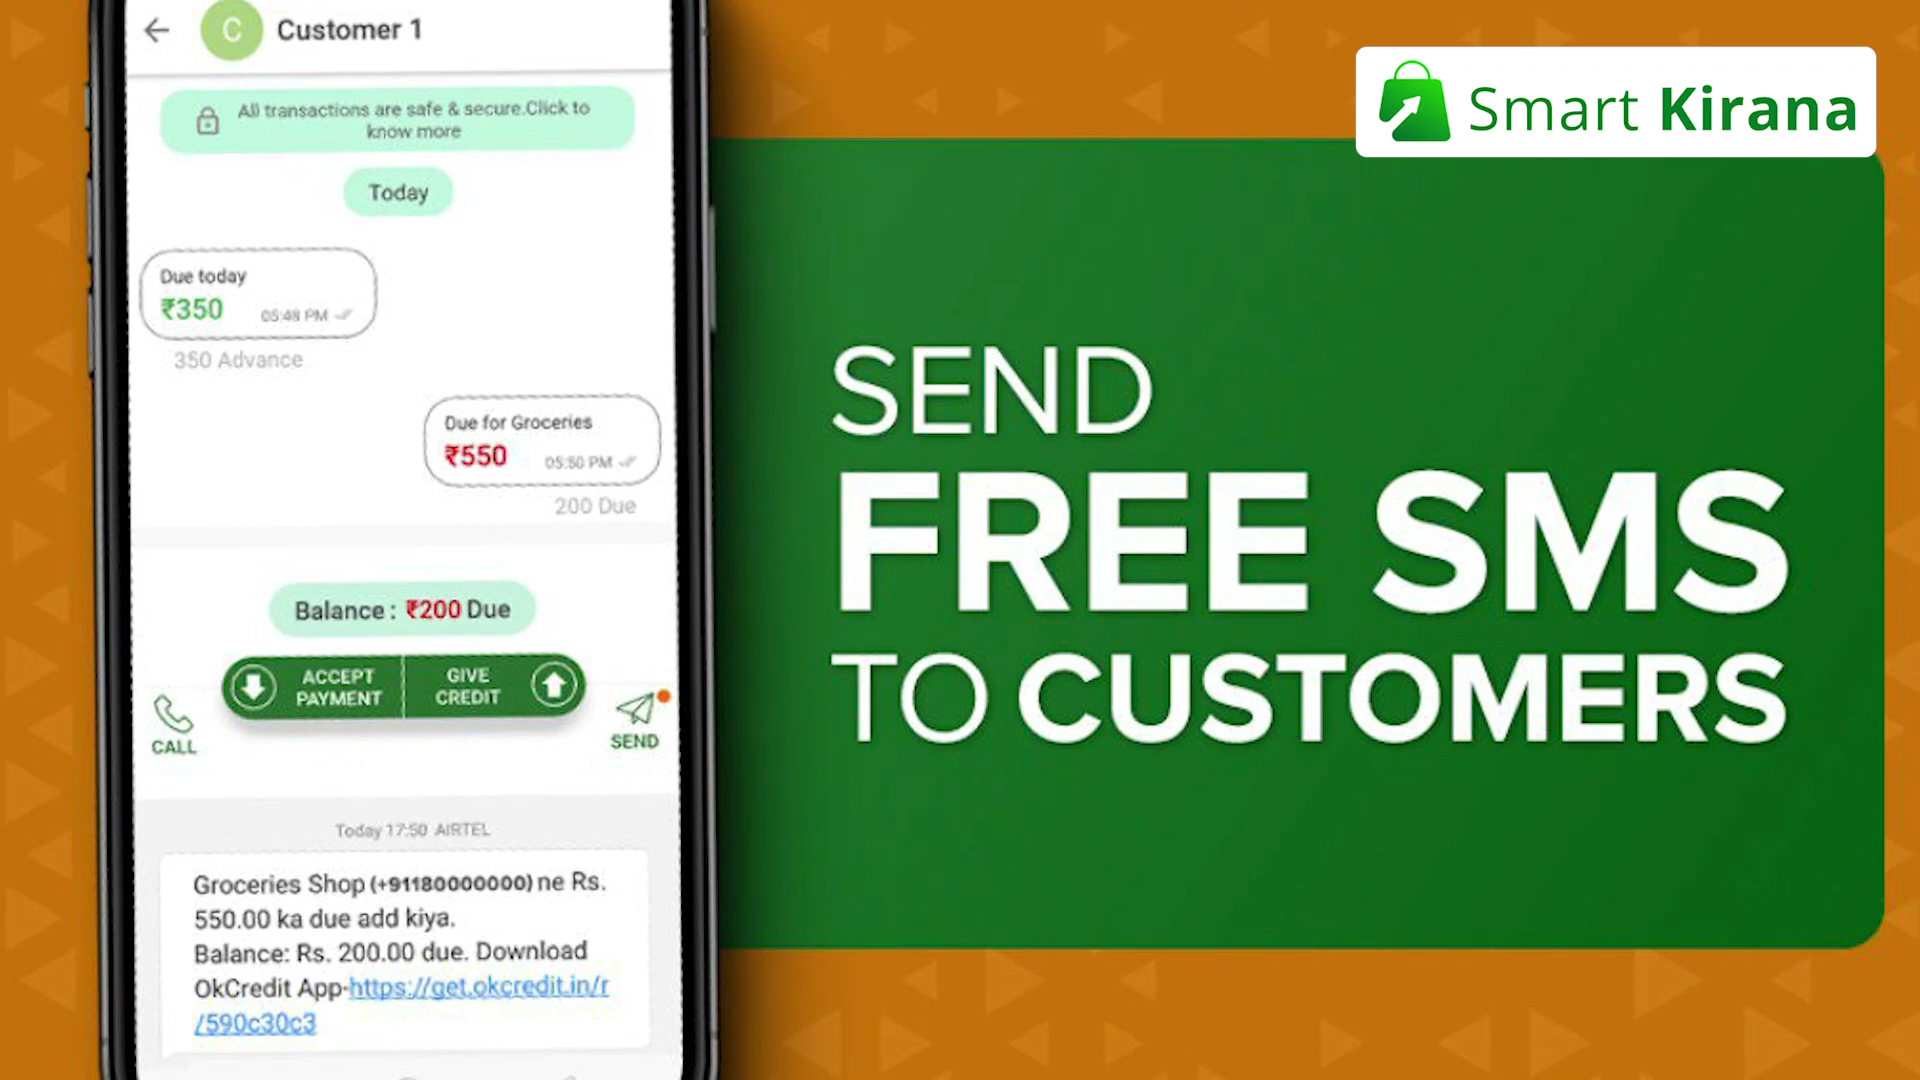 C
Customer 1
All transactions are safe & secure.Click to
know more
Today
Due today
₹350 05:48 PM
350 Advance
Due for Groceries
₹550 05:50 PM
200 Due
Balance : ₹200 Due
ACCEPT
PAYMENT
GIVE
CREDIT
CALL
SEND
Today 17:50 AIRTEL
Groceries Shop (+91180000000) ne Rs.
550.00 ka due add kiya.
Balance: Rs. 200.00 due. Download
OkCredit App-https://get.okcredit.in/r
/590c30c3
Smart Kirana
SEND
FREE SMS
TO CUSTOMERS